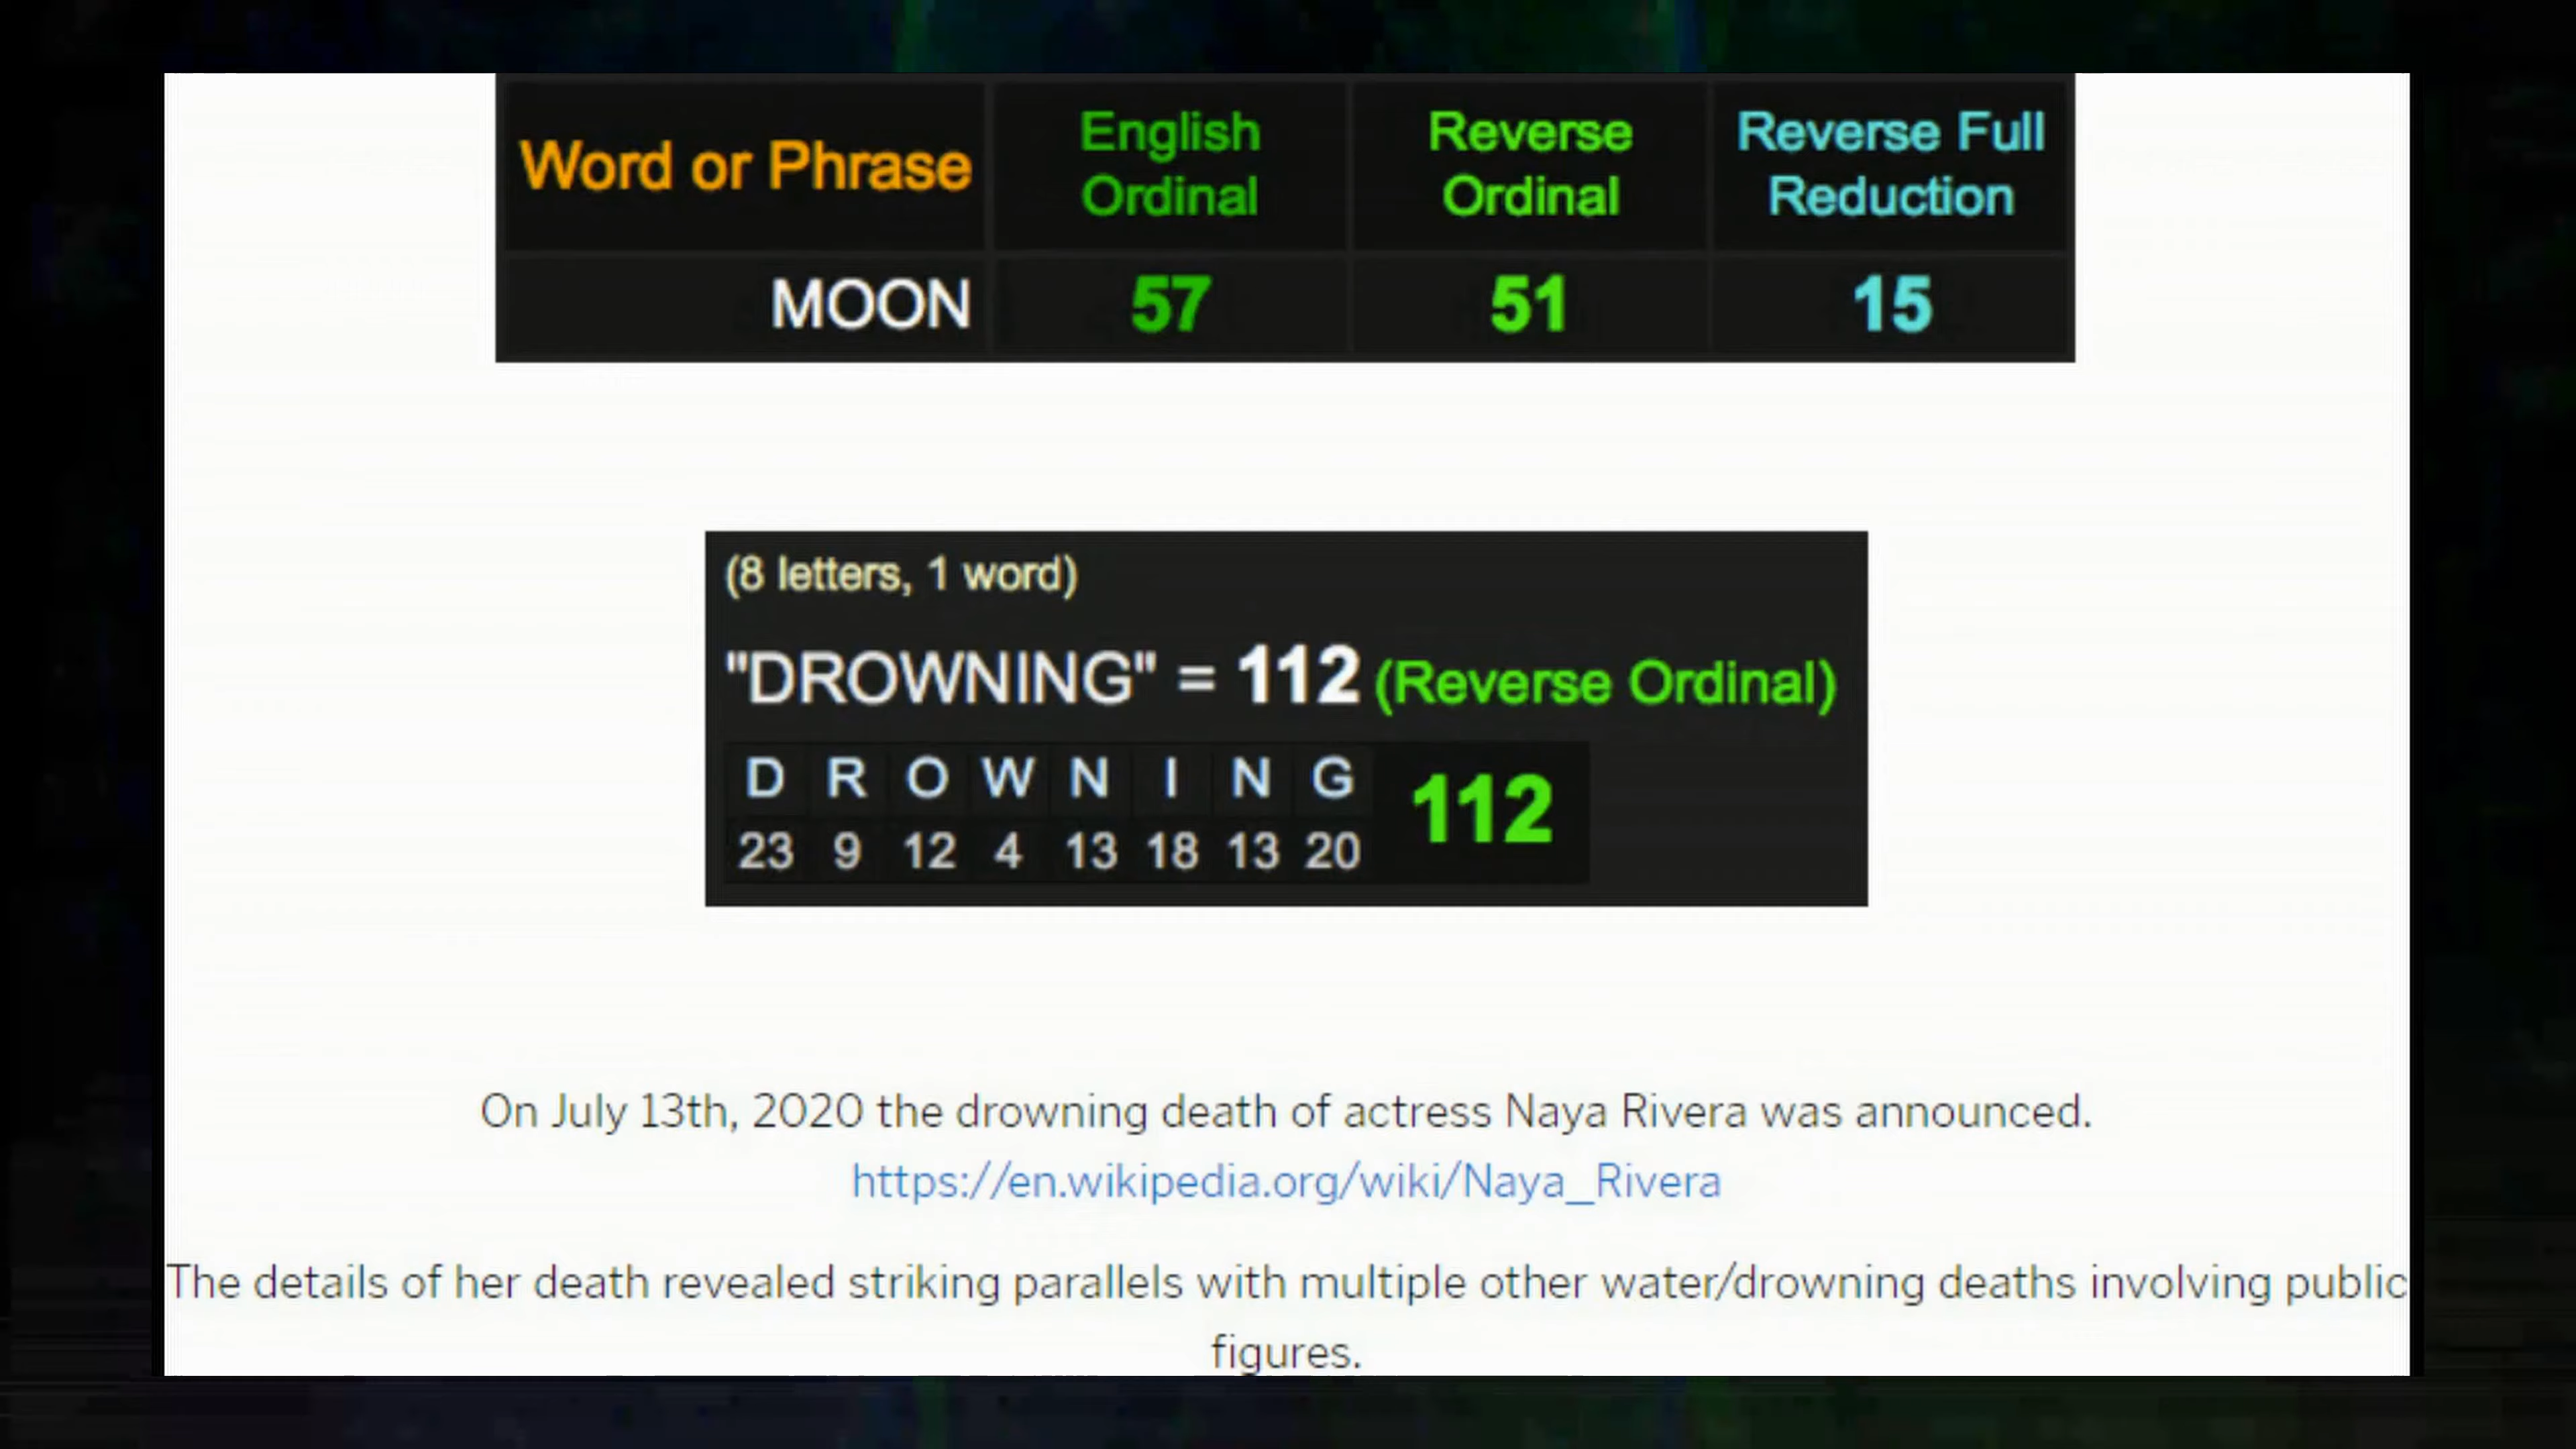 Word or Phrase English Ordinal Reverse Ordinal Reverse Full Reduction
MOON 57 51 15
(8 letters, 1 word)
"DROWNING" = 112 (Reverse Ordinal)
D R O W N I N G 112
23 9 12 4 13 18 13 20
On July 13th, 2020 the drowning death of actress Naya Rivera was announced.
https://en.wikipedia.org/wiki/Naya_Rivera
The details of her death revealed striking parallels with multiple other water/drowning deaths involving public
figures.